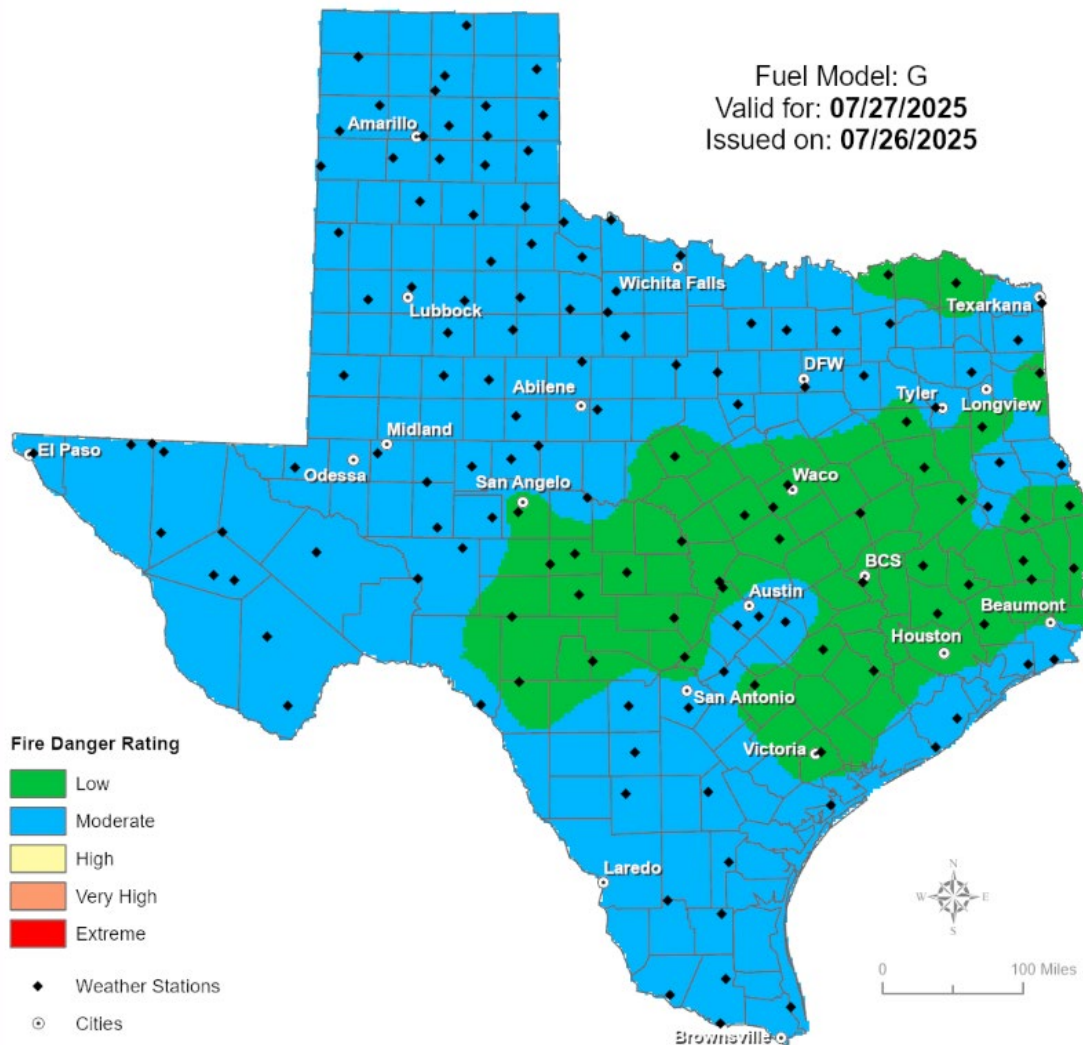 Fuel Model: G
Valid for: 07/27/2025
Issued on: 07/26/2025
Amarillo
Wichita Falls
Lubbock
Texarkana
DFW
Abilene
Tyler
Longview
Midland
El Paso
Odessa
San Angelo
Waco
BCS
Austin
Beaumont
Houston
San Antonio
Victoria
Laredo
Brownsville
Fire Danger Rating
Low
Moderate
High
Very High
Extreme
Weather Stations
Cities
N
W E
S
0 100 Miles